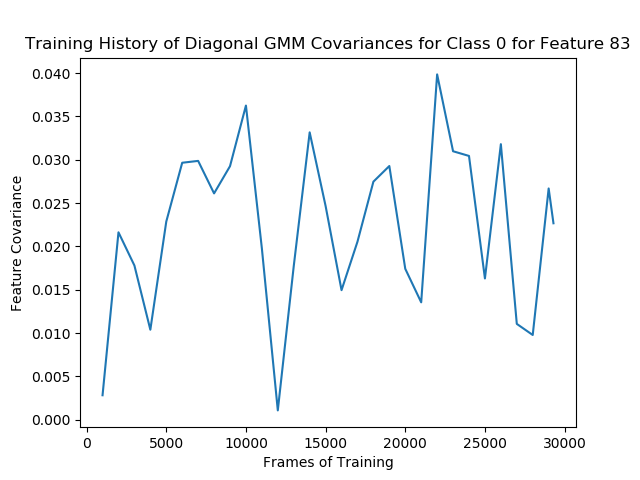 Training History of Diagonal GMM Covariances for Class 0 for Feature 83
0.040
0.035
0.030
0.025
0.020
0.015
0.010
0.005
0.000
Feature Covariance
0 5000 10000 15000 20000 25000 30000
Frames of Training